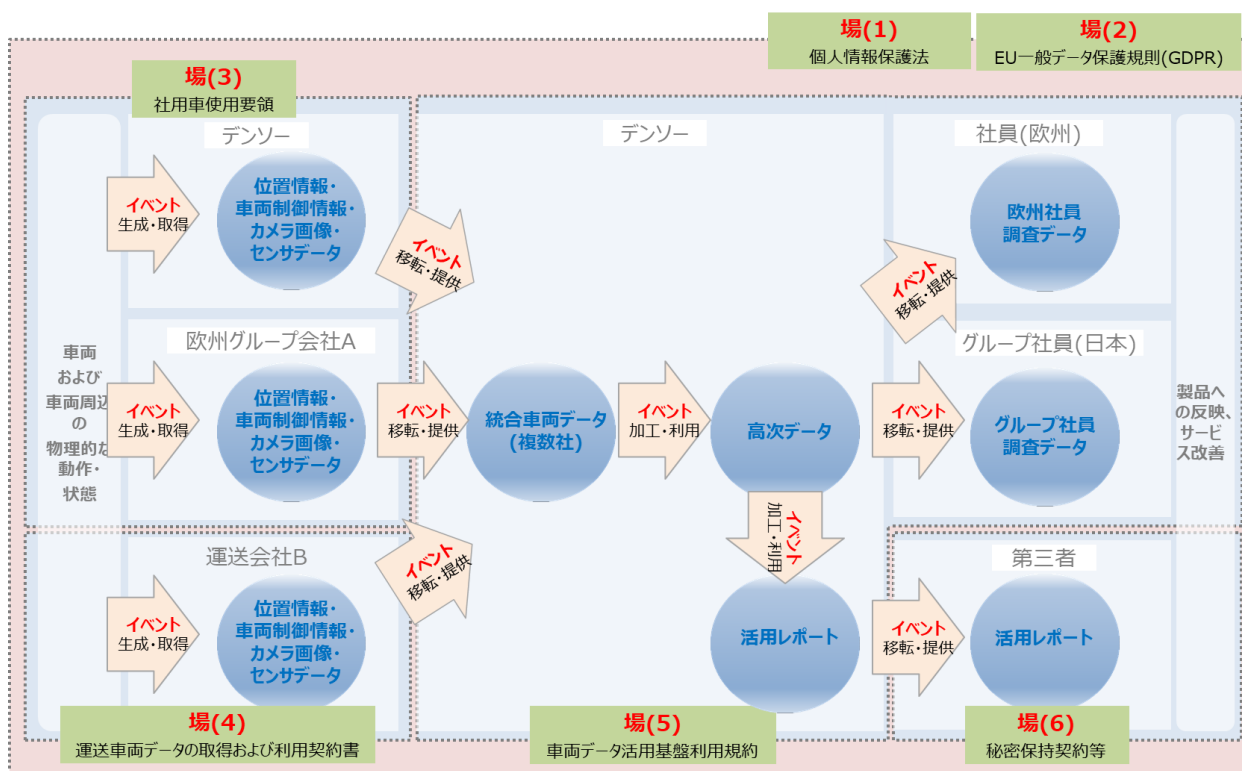 場(1)
個人情報保護法
場(2)
EU一般データ保護規則(GDPR)
場(3)
社用車使用要領
デンソー
デンソー
社員(欧州)
イベント
生成・取得
位置情報・
車両制御情報・
カメラ画像・
センサデータ
イベント
移転・提供
イベント
移転・提供
欧州社員
調査データ
車両
および
車両周辺
の
物理的な
動作・
状態
欧州グループ会社A
イベント
生成・取得
位置情報・
車両制御情報・
カメラ画像・
センサデータ
イベント
移転・提供
統合車両データ
(複数社)
イベント
加工・利用
高次データ
イベント
移転・提供
グループ社員(日本)
グループ社員
調査データ
製品へ
の反映、
サービ
ス改善
イベント
加工・利用
運送会社B
イベント
生成・取得
位置情報・
車両制御情報・
カメラ画像・
センサデータ
イベント
移転・提供
活用レポート
イベント
移転・提供
第三者
活用レポート
場(4)
運送車両データの取得および利用契約書
場(5)
車両データ活用基盤利用規約
場(6)
秘密保持契約等